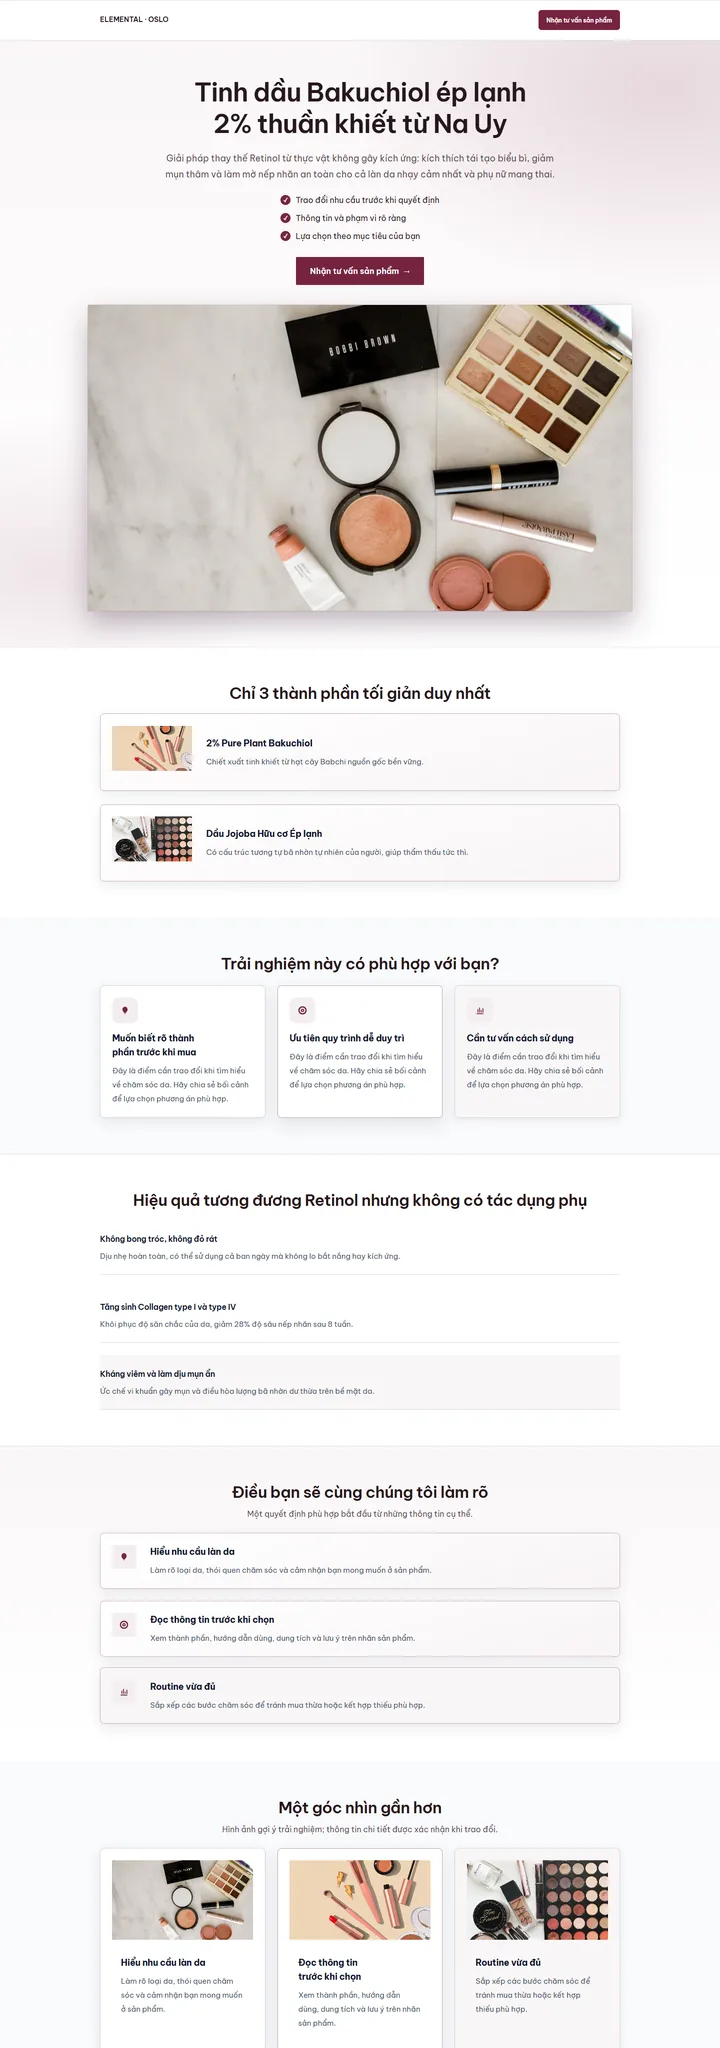 ELEMENTAL · OSLO
Nhận tư vấn sản phẩm
Tinh dầu Bakuchiol ép lạnh
2% thuần khiết từ Na Uy
Giải pháp thay thế Retinol từ thực vật không gây kích ứng: kích thích tái tạo biểu bì, giảm
mụn thâm và làm mờ nếp nhăn an toàn cho cả làn da nhạy cảm nhất và phụ nữ mang thai.
Trao đổi nhu cầu trước khi quyết định
Thông tin và phạm vi rõ ràng
Lựa chọn theo mục tiêu của bạn
Nhận tư vấn sản phẩm →
BOBBI BROWN
Chỉ 3 thành phần tối giản duy nhất
2% Pure Plant Bakuchiol
Chiết xuất tinh khiết từ hạt cây Babchi nguồn gốc bền vững.
Dầu Jojoba Hữu cơ Ép lạnh
Có cấu trúc tương tự bã nhờn tự nhiên của người, giúp thẩm thấu tức thì.
Trải nghiệm này có phù hợp với bạn?
Muốn biết rõ thành
phần trước khi mua
Đây là điểm cần trao đổi khi tìm hiểu
về chăm sóc da. Hãy chia sẻ bối cảnh
để lựa chọn phương án phù hợp.
Ưu tiên quy trình dễ duy trì
Đây là điểm cần trao đổi khi tìm hiểu
về chăm sóc da. Hãy chia sẻ bối cảnh
để lựa chọn phương án phù hợp.
Cần tư vấn cách sử dụng
Đây là điểm cần trao đổi khi tìm hiểu
về chăm sóc da. Hãy chia sẻ bối cảnh
để lựa chọn phương án phù hợp.
Hiệu quả tương đương Retinol nhưng không có tác dụng phụ
Không bong tróc, không đỏ rát
Dịu nhẹ hoàn toàn, có thể sử dụng cả ban ngày mà không lo bắt nắng hay kích ứng.
Tăng sinh Collagen type I và type IV
Khôi phục độ săn chắc của da, giảm 28% độ sâu nếp nhăn sau 8 tuần.
Kháng viêm và làm dịu mụn ẩn
Ức chế vi khuẩn gây mụn và điều hòa lượng bã nhờn dư thừa trên bề mặt da.
Điều bạn sẽ cùng chúng tôi làm rõ
Một quyết định phù hợp bắt đầu từ những thông tin cụ thể.
Hiểu nhu cầu làn da
Làm rõ loại da, thói quen chăm sóc và cảm nhận bạn mong muốn ở sản phẩm.
Đọc thông tin trước khi chọn
Xem thành phần, hướng dẫn dùng, dung tích và lưu ý trên nhãn sản phẩm.
Routine vừa đủ
Sắp xếp các bước chăm sóc để tránh mua thừa hoặc kết hợp thiếu phù hợp.
Một góc nhìn gần hơn
Hình ảnh gợi ý trải nghiệm; thông tin chi tiết được xác nhận khi trao đổi.
Hiểu nhu cầu làn da
Làm rõ loại da, thói quen chăm
sóc và cảm nhận bạn mong muốn
ở sản phẩm.
Đọc thông tin
trước khi chọn
Xem thành phần, hướng dẫn
dùng, dung tích và lưu ý trên nhãn
sản phẩm.
Routine vừa đủ
Sắp xếp các bước chăm sóc để
tránh mua thừa hoặc kết hợp
thiếu phù hợp.